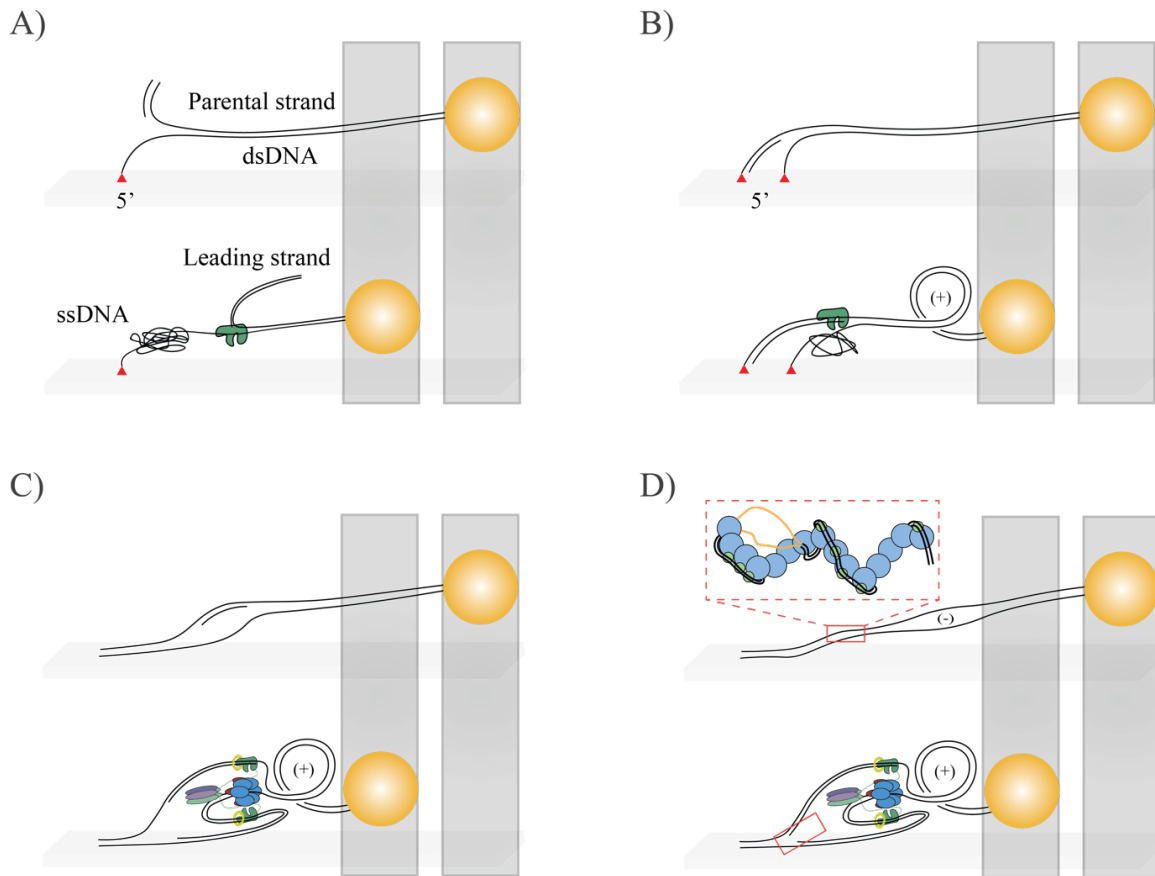 A)
Parental strand
dsDNA
5’
Leading strand
ssDNA
B)
5’
(+)
C)
(+)
D)
(-)
(+)